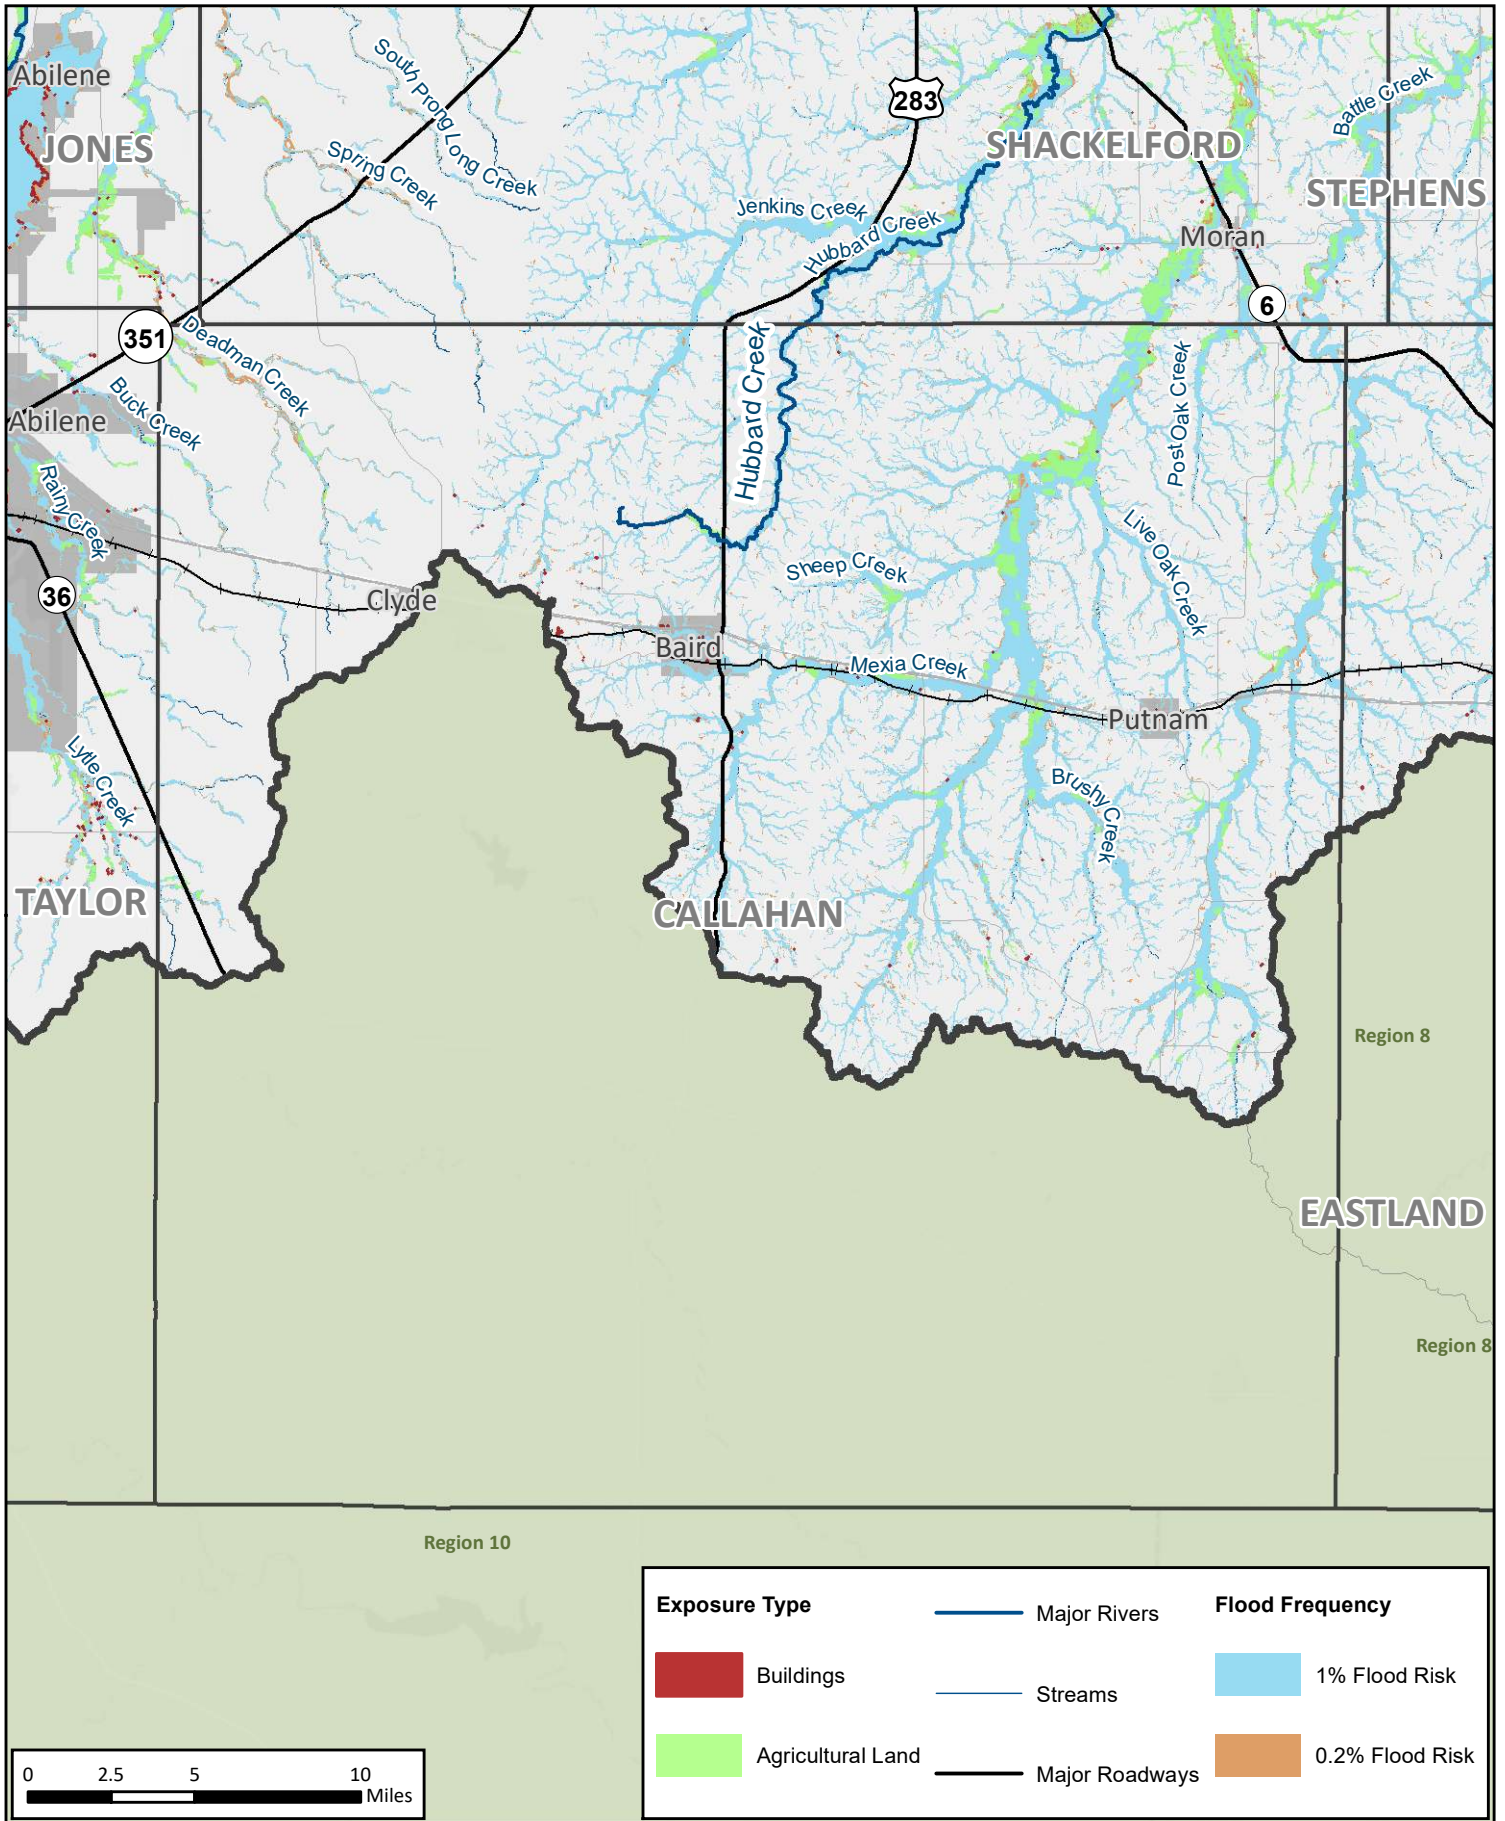 Abilene
JONES
South Prong Long Creek
Spring Creek
283
SHACKELFORD
Battle Creek
STEPHENS
Jenkins Creek
Hubbard Creek
Moran
6
351
Deadman Creek
Hubbard Creek
Post Oak Creek
Buck Creek
Abilene
Rainy Creek
Live Oak Creek
Sheep Creek
36
Clyde
Baird
Mexia Creek
Putnam
Lytle Creek
Brushy Creek
TAYLOR
CALLAHAN
Region 8
EASTLAND
Region 8
Region 10
Exposure Type
Buildings
Agricultural Land
Major Rivers
Streams
Major Roadways
Flood Frequency
1% Flood Risk
0.2% Flood Risk
0 2.5 5 10
Miles